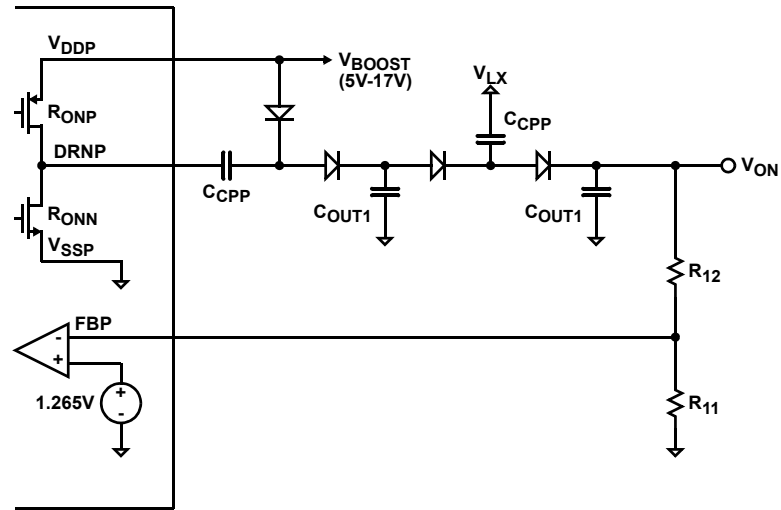 VDDP
VBOOST
(5V-17V)
VLX
CCPP
RONP
DRNP
VON
CCPP
COUT1
COUT1
RONN
VSSP
R12
FBP
-
+
+
1.265V
-
R11